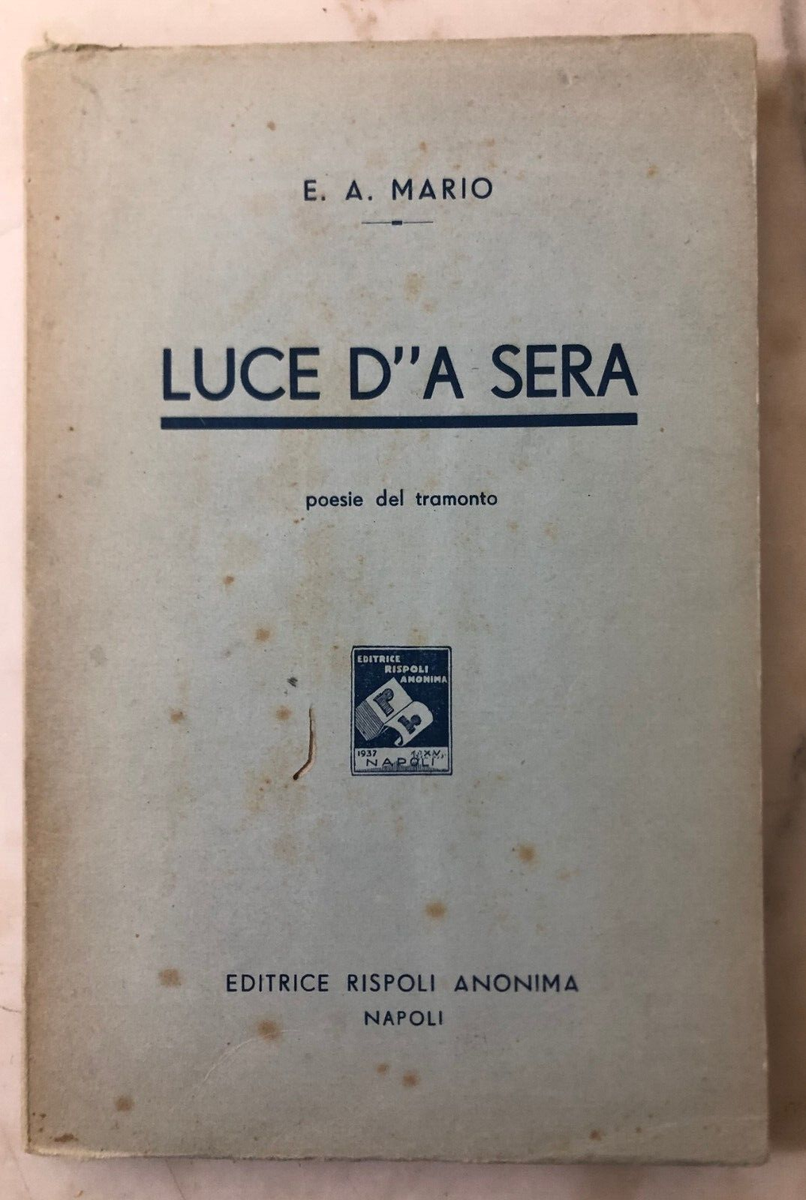 E. A. MARIO
LUCE D''A SERA
poesie del tramonto
EDITRICE
RISPOLI
ANONIMA
1937
NAPOLI
EDITRICE RISPOLI ANONIMA
NAPOLI